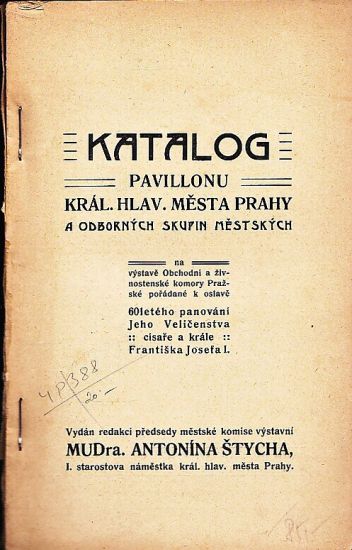 KATALOG
PAVILLONU
KRÁL. HLAV. MĚSTA PRAHY
A ODBORNÝCH SKUPIN MĚSTSKÝCH
na
výstavě Obchodní a živ-
nostenské komory Praž-
ské pořádané k oslavě
60letého panování
Jeho Veličenstva
:: císaře a krále ::
Františka Josefa I.
20.-
Vydán redakcí předsedy městské komise výstavní
MUDra. ANTONÍNA ŠTYCHA,
I. starostova náměstka král. hlav. města Prahy.